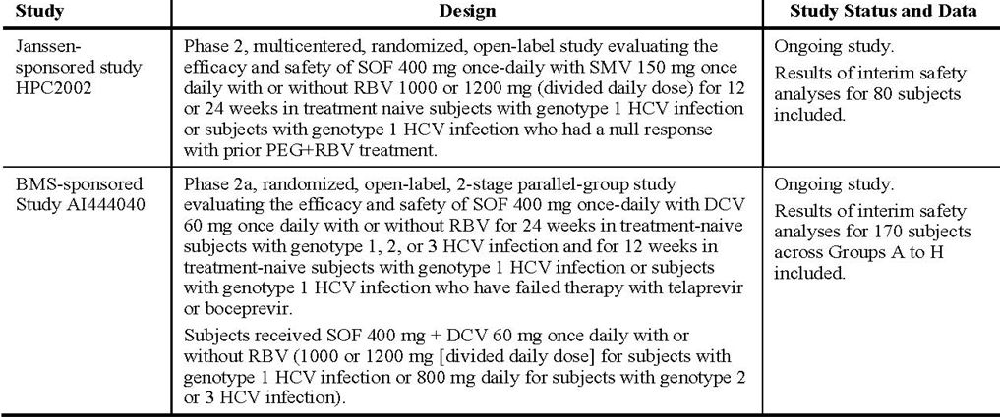 Study
Design
Study Status and Data
Janssen-
sponsored study
HPC2002
Phase 2, multicentered, randomized, open-label study evaluating the
efficacy and safety of SOF 400 mg once-daily with SMV 150 mg once
daily with or without RBV 1000 or 1200 mg (divided daily dose) for 12
or 24 weeks in treatment naive subjects with genotype 1 HCV infection
or subjects with genotype 1 HCV infection who had a null response
with prior PEG+RBV treatment.
Ongoing study.
Results of interim safety
analyses for 80 subjects
included.
BMS-sponsored
Study AI444040
Phase 2a, randomized, open-label, 2-stage parallel-group study
evaluating the efficacy and safety of SOF 400 mg once-daily with DCV
60 mg once daily with or without RBV for 24 weeks in treatment-naive
subjects with genotype 1, 2, or 3 HCV infection and for 12 weeks in
treatment-naive subjects with genotype 1 HCV infection or subjects
with genotype 1 HCV infection who have failed therapy with telaprevir
or boceprevir.
Subjects received SOF 400 mg + DCV 60 mg once daily with or
without RBV (1000 or 1200 mg [divided daily dose] for subjects with
genotype 1 HCV infection or 800 mg daily for subjects with genotype 2
or 3 HCV infection).
Ongoing study.
Results of interim safety
analyses for 170 subjects
across Groups A to H
included.